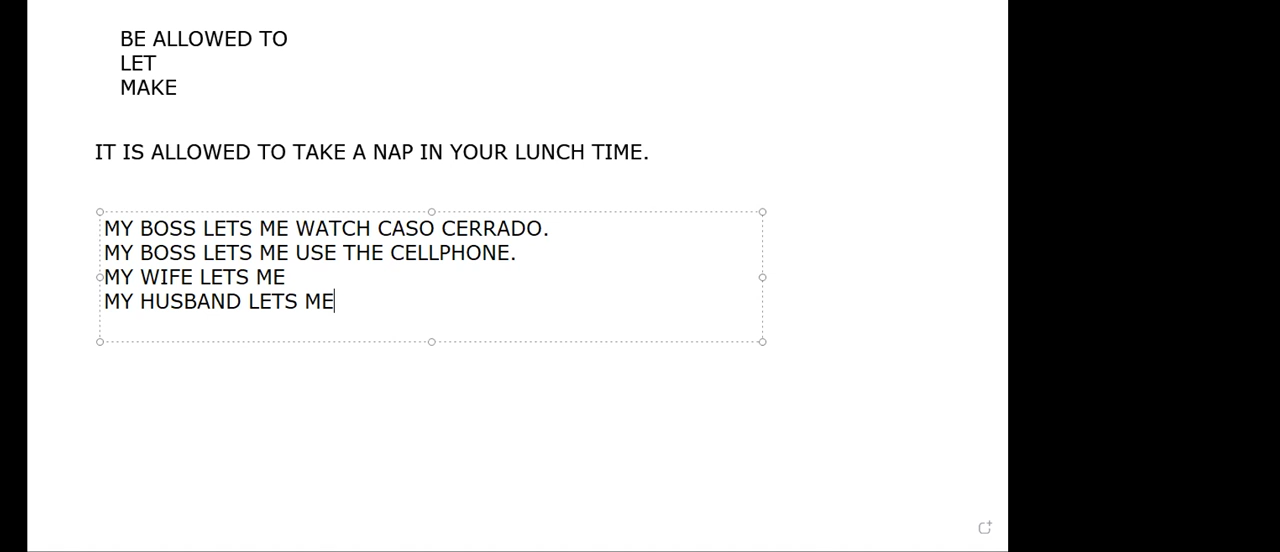 BE ALLOWED TO
LET
MAKE
IT IS ALLOWED TO TAKE A NAP IN YOUR LUNCH TIME.
MY BOSS LETS ME WATCH CASO CERRADO.
MY BOSS LETS ME USE THE CELLPHONE.
MY WIFE LETS ME
MY HUSBAND LETS ME